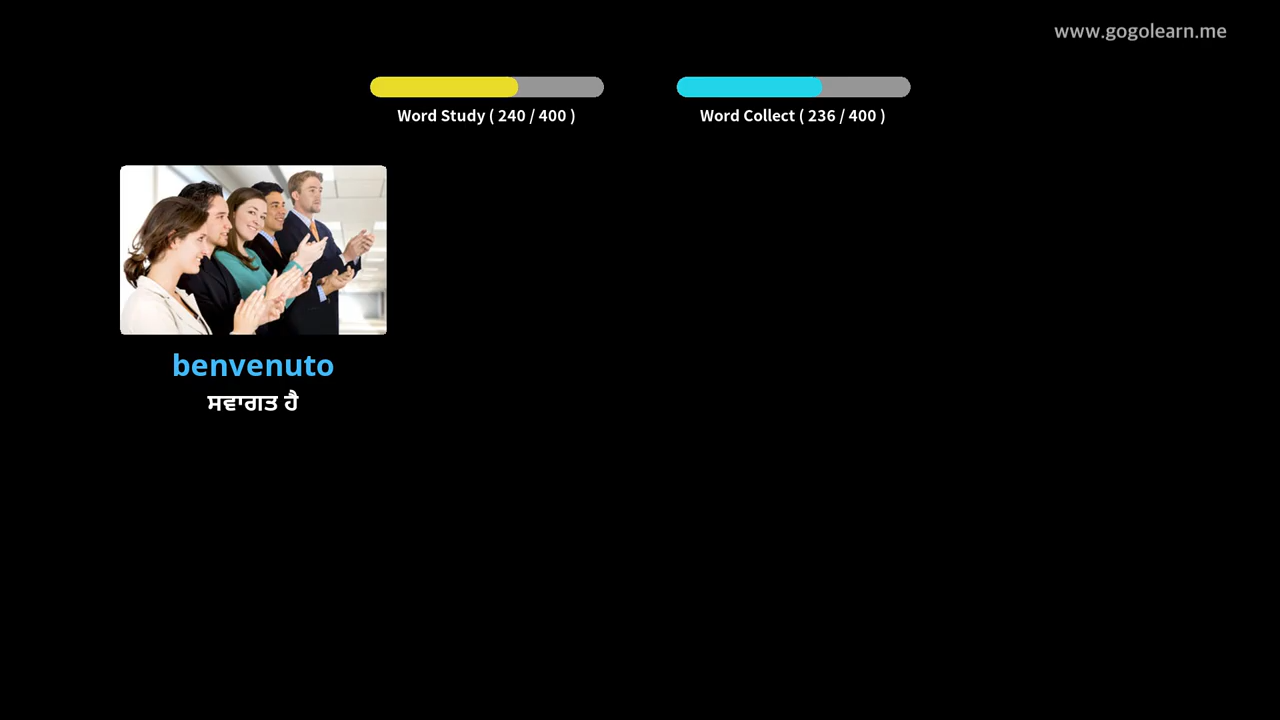 www.gogolearn.me
Word Study ( 240 / 400 )
Word Collect ( 236 / 400 )
benvenuto
ਸਵਾਗਤ ਹੈ